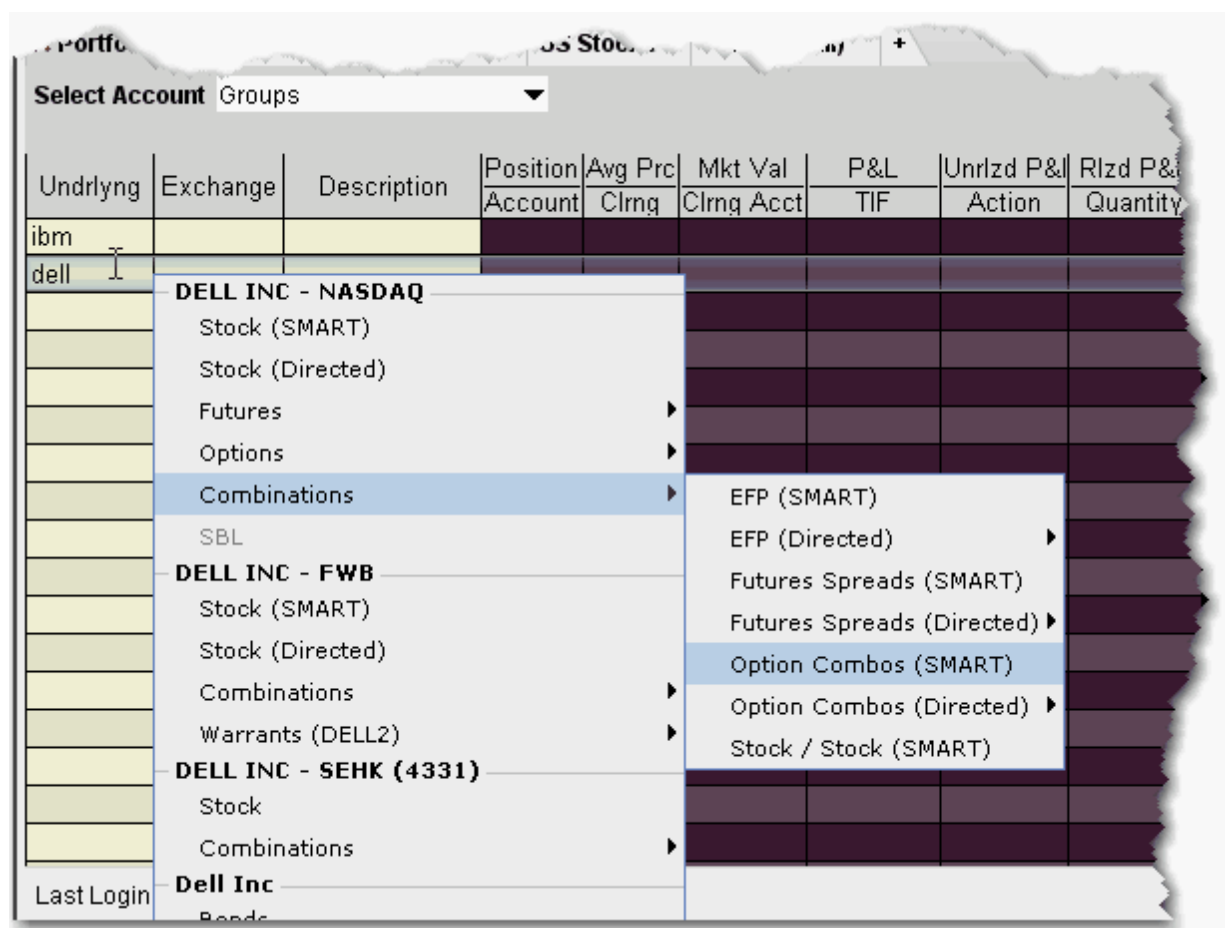 Portfo
US Stoc
+
Select Account Groups
Undrlyng Exchange Description Position Avg Prc Mkt Val P&L Unrlzd P&L Rlzd P&L
Account Clrng Clrng Acct TIF Action Quantity
ibm
dell
DELL INC - NASDAQ
Stock (SMART)
Stock (Directed)
Futures
Options
Combinations
EFP (SMART)
SBL
EFP (Directed)
DELL INC - FWB
Futures Spreads (SMART)
Stock (SMART)
Futures Spreads (Directed)
Stock (Directed)
Option Combos (SMART)
Combinations
Option Combos (Directed)
Warrants (DELL2)
Stock / Stock (SMART)
DELL INC - SEHK (4331)
Stock
Combinations
Dell Inc
Last Login
Bonds